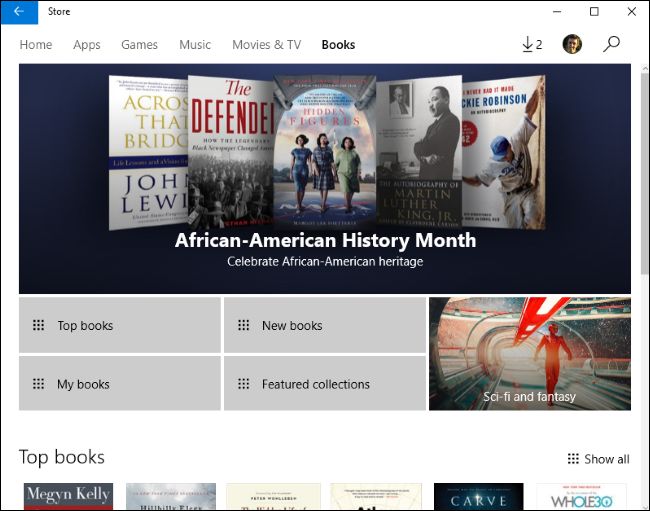 Store
Home Apps Games Music Movies & TV Books
2
ACROSS
THAT
BRIDGE
Life Lessons and a Vision for
JOHN
LEWIS
The
DEFENDER
HOW THE LEGENDARY
Black Newspaper Changed America
HIDDEN
FIGURES
MARGOT LEE SHETTERLY
THE AUTOBIOGRAPHY OF
MARTIN
LUTHER
KING, JR.
EDITED BY CLAYBORNE CARSON
I NEVER HAD IT MADE
JACKIE ROBINSON
African-American History Month
Celebrate African-American heritage
Top books
New books
My books
Featured collections
Sci-fi and fantasy
Top books
Show all
Megyn Kelly
Hillbilly Elegy
PETER WOHLLEBEN
CARVE
WHOLE30